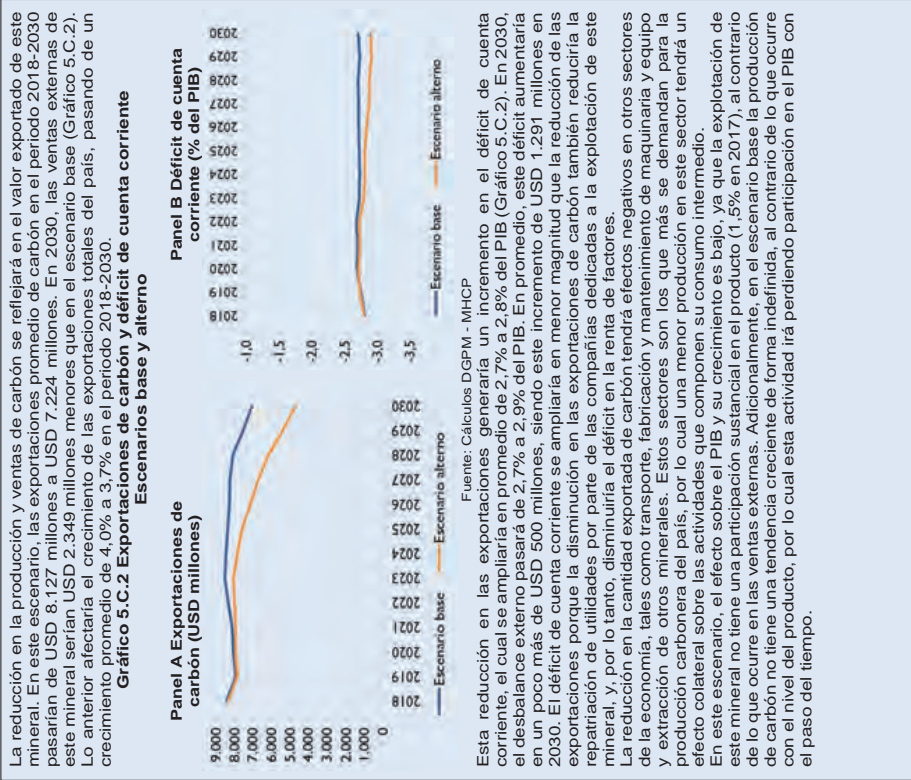 La reducción en la producción y ventas de carbón se reflejará en el valor exportado de este
mineral. En este escenario, las exportaciones promedio de carbón en el periodo 2018-2030
pasarían de USD 8.127 millones a USD 7.224 millones. En 2030, las ventas externas de
este mineral serían USD 2.349 millones menores que en el escenario base (Gráfico 5.C.2).
Lo anterior afectaría el crecimiento de las exportaciones totales del país, pasando de un
crecimiento promedio de 4,0% a 3,7% en el periodo 2018-2030.
Gráfico 5.C.2 Exportaciones de carbón y déficit de cuenta corriente
Escenarios base y alterno
Panel A Exportaciones de
carbón (USD millones)
9.000
8.000
7.000
6.000
5.000
4.000
3.000
2.000
1.000
0
2018
2019
2020
2021
2022
2023
2024
2025
2026
2027
2028
2029
2030
Escenario base
Escenario alterno
Panel B Déficit de cuenta
corriente (% del PIB)
-1,0
-1,5
-2,0
-2,5
-3,0
-3,5
2018
2019
2020
2021
2022
2023
2024
2025
2026
2027
2028
2029
2030
Escenario base
Escenario alterno
Fuente: Cálculos DGPM - MHCP
Esta reducción en las exportaciones generaría un incremento en el déficit de cuenta
corriente, el cual se ampliaría en promedio de 2,7% a 2,8% del PIB (Gráfico 5.C.2). En 2030,
el desbalance externo pasará de 2,7% a 2,9% del PIB. En promedio, este déficit aumentaría
en un poco más de USD 500 millones, siendo este incremento de USD 1.291 millones en
2030. El déficit de cuenta corriente se ampliaría en menor magnitud que la reducción de las
exportaciones porque la disminución en las exportaciones de carbón también reduciría la
repatriación de utilidades por parte de las compañías dedicadas a la explotación de este
mineral, y, por lo tanto, disminuiría el déficit en la renta de factores.
La reducción en la cantidad exportada de carbón tendrá efectos negativos en otros sectores
de la economía, tales como transporte, fabricación y mantenimiento de maquinaria y equipo
y extracción de otros minerales. Estos sectores son los que más se demandan para la
producción carbonera del país, por lo cual una menor producción en este sector tendrá un
efecto colateral sobre las actividades que componen su consumo intermedio.
En este escenario, el efecto sobre el PIB y su crecimiento es bajo, ya que la explotación de
este mineral no tiene una participación sustancial en el producto (1,5% en 2017), al contrario
de lo que ocurre en las ventas externas. Adicionalmente, en el escenario base la producción
de carbón no tiene una tendencia creciente de forma indefinida, al contrario de lo que ocurre
con el nivel del producto, por lo cual esta actividad irá perdiendo participación en el PIB con
el paso del tiempo.